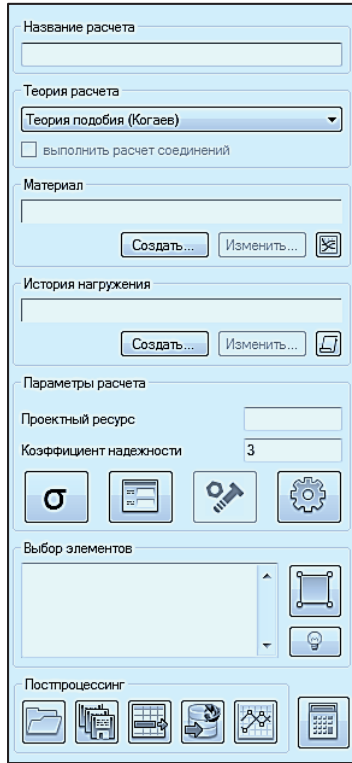 Название расчета
Теория расчета
Теория подобия (Когаев)
выполнить расчет соединений
Материал
Создать... Изменить...
История нагружения
Создать... Изменить...
Параметры расчета
Проектный ресурс
Коэффициент надежности 3
σ
Выбор элементов
Постпроцессинг